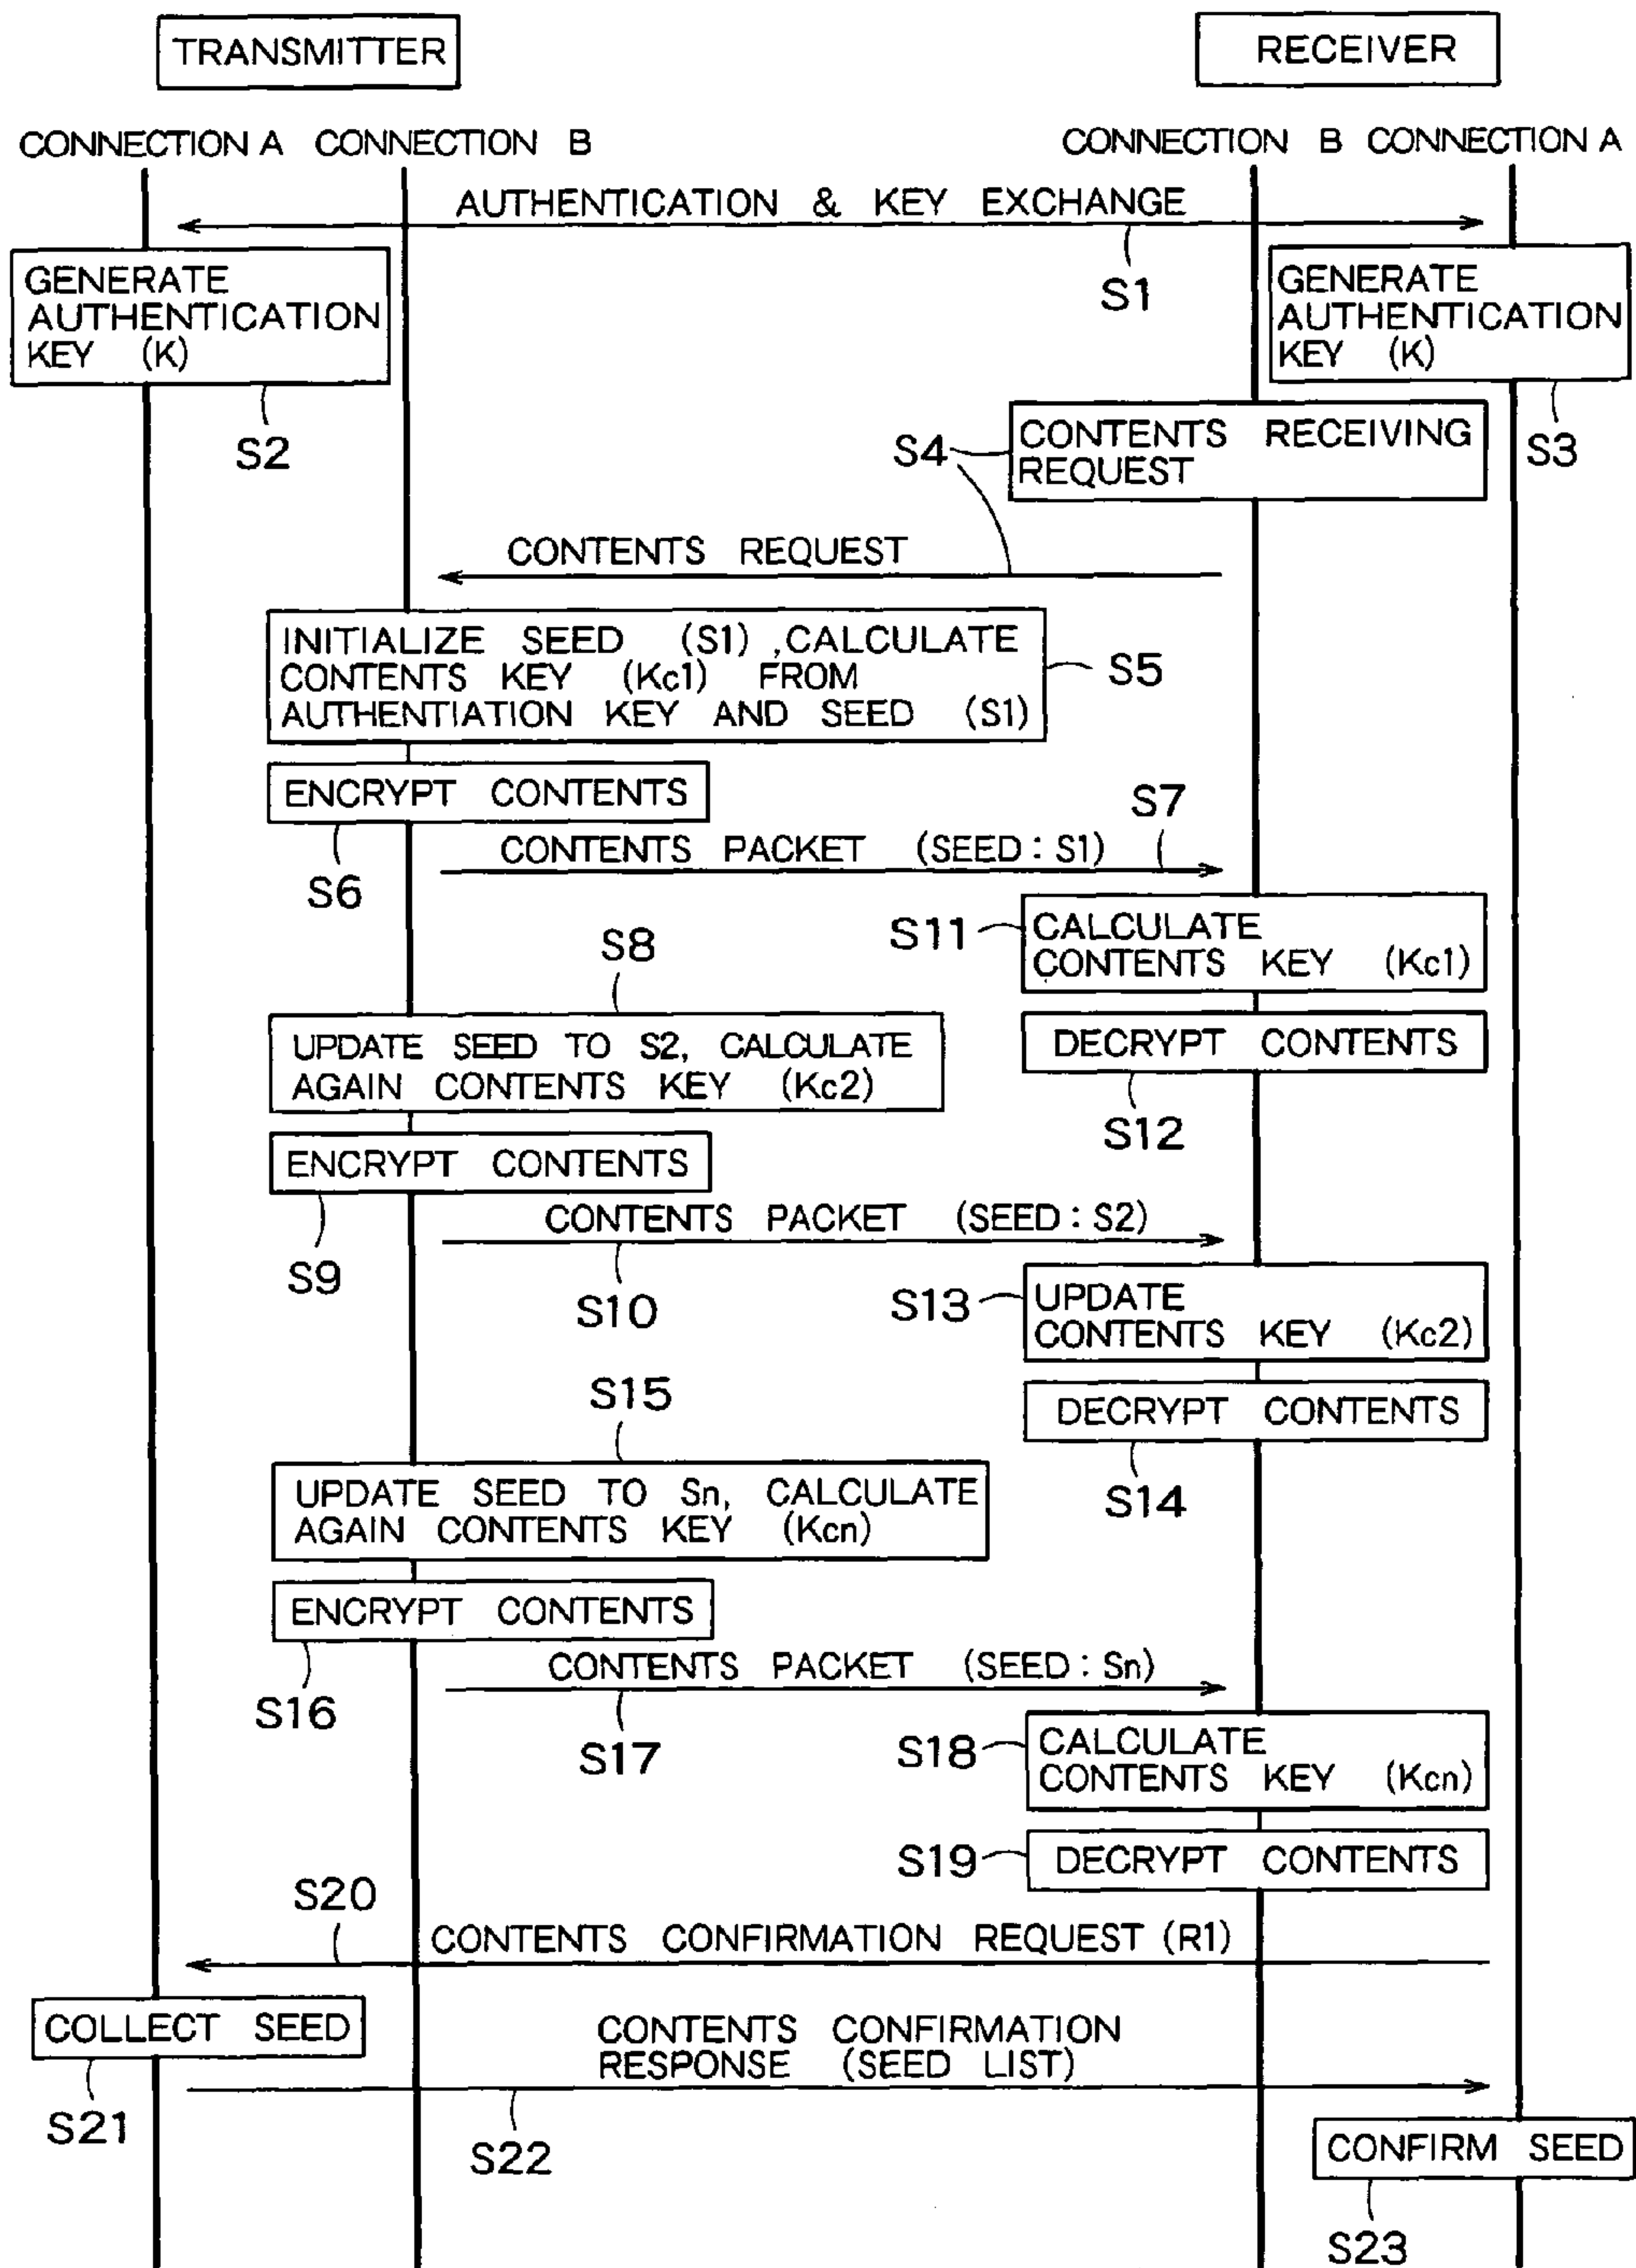 TRANSMITTER
RECEIVER
CONNECTION A CONNECTION B
CONNECTION B CONNECTION A
AUTHENTICATION & KEY EXCHANGE
S1
GENERATE
AUTHENTICATION
KEY (K)
S2
GENERATE
AUTHENTICATION
KEY (K)
S3
S4
CONTENTS RECEIVING
REQUEST
CONTENTS REQUEST
INITIALIZE SEED (S1) ,CALCULATE
CONTENTS KEY (Kc1) FROM
AUTHENTIATION KEY AND SEED (S1)
S5
ENCRYPT CONTENTS
S6
S7
CONTENTS PACKET (SEED : S1)
S11
CALCULATE
CONTENTS KEY (Kc1)
S8
UPDATE SEED TO S2, CALCULATE
AGAIN CONTENTS KEY (Kc2)
DECRYPT CONTENTS
S12
ENCRYPT CONTENTS
S9
CONTENTS PACKET (SEED : S2)
S10
S13
UPDATE
CONTENTS KEY (Kc2)
S15
DECRYPT CONTENTS
S14
UPDATE SEED TO Sn, CALCULATE
AGAIN CONTENTS KEY (Kcn)
ENCRYPT CONTENTS
S16
CONTENTS PACKET (SEED : Sn)
S17
S18
CALCULATE
CONTENTS KEY (Kcn)
S19
DECRYPT CONTENTS
S20
CONTENTS CONFIRMATION REQUEST (R1)
COLLECT SEED
S21
CONTENTS CONFIRMATION
RESPONSE (SEED LIST)
S22
CONFIRM SEED
S23